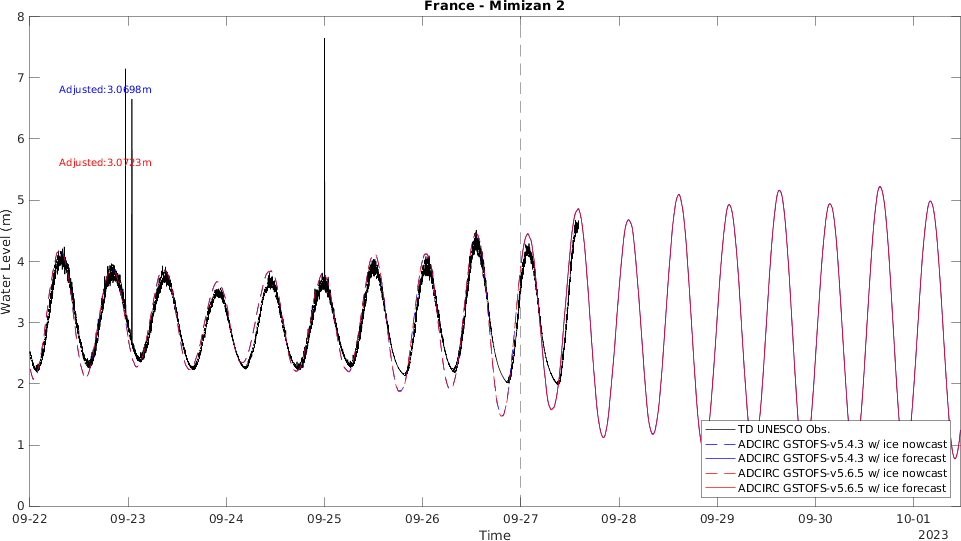 France - Mimizan 2
8
7
6
5
4
3
2
1
0
Water Level (m)
Adjusted:3.0698m
Adjusted:3.0723m
TD UNESCO Obs.
ADCIRC GSTOFS-v5.4.3 w/ ice nowcast
ADCIRC GSTOFS-v5.4.3 w/ ice forecast
ADCIRC GSTOFS-v5.6.5 w/ ice nowcast
ADCIRC GSTOFS-v5.6.5 w/ ice forecast
09-22 09-23 09-24 09-25 09-26 09-27 09-28 09-29 09-30 10-01
Time
2023